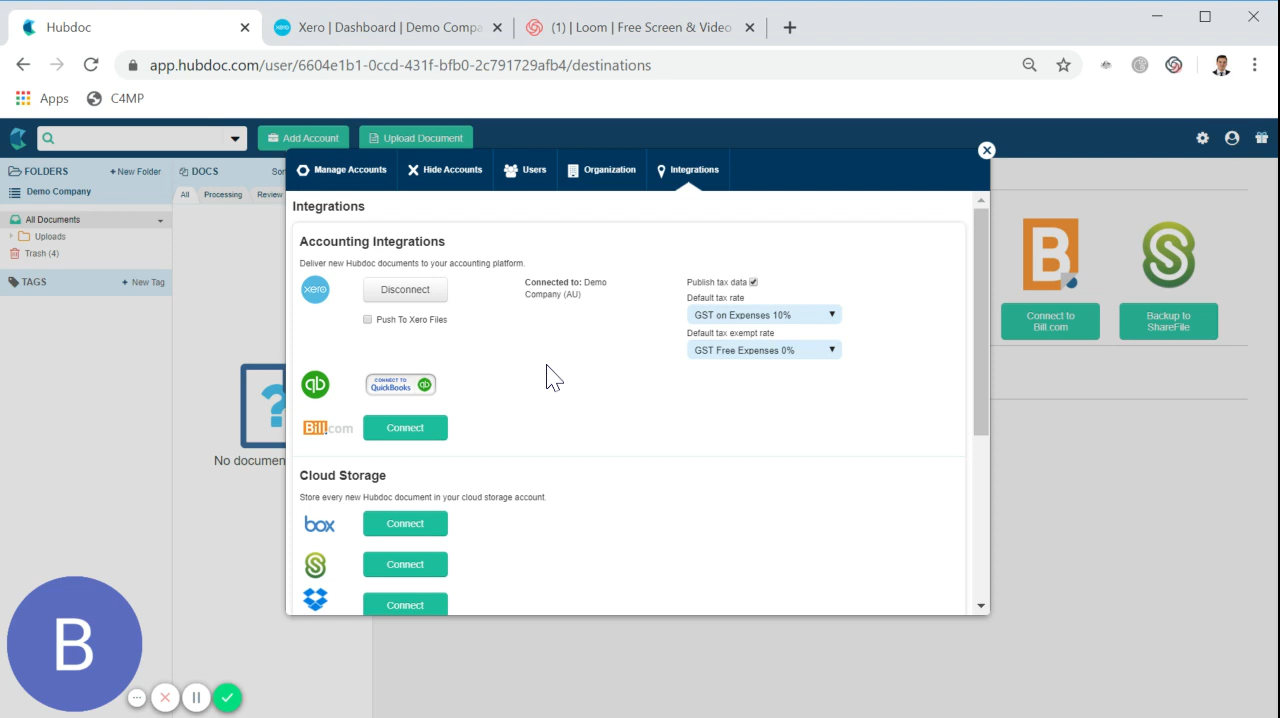 Hubdoc
Xero | Dashboard | Demo Compa
(1) | Loom | Free Screen & Video
app.hubdoc.com/user/6604e1b1-0ccd-431f-bfb0-2c791729afb4/destinations
Apps
C4MP
Add Account
Upload Document
FOLDERS
+ New Folder
Demo Company
All Documents
Uploads
Trash (4)
TAGS
+ New Tag
DOCS
Sor
All
Processing
Review
No documen
Manage Accounts
Hide Accounts
Users
Organization
Integrations
Integrations
Accounting Integrations
Deliver new Hubdoc documents to your accounting platform.
xero
Disconnect
Connected to: Demo
Company (AU)
Publish tax data
Default tax rate
GST on Expenses 10%
Push To Xero Files
Default tax exempt rate
GST Free Expenses 0%
qb
CONNECT TO
QuickBooks
Bill.com
Connect
Cloud Storage
Store every new Hubdoc document in your cloud storage account.
box
Connect
Connect
Connect
B
Connect to
Bill.com
S
Backup to
ShareFile
B